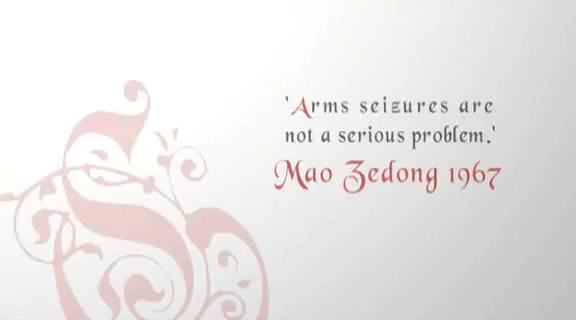 'Arms seizures are
not a serious problem.'
Mao Zedong 1967